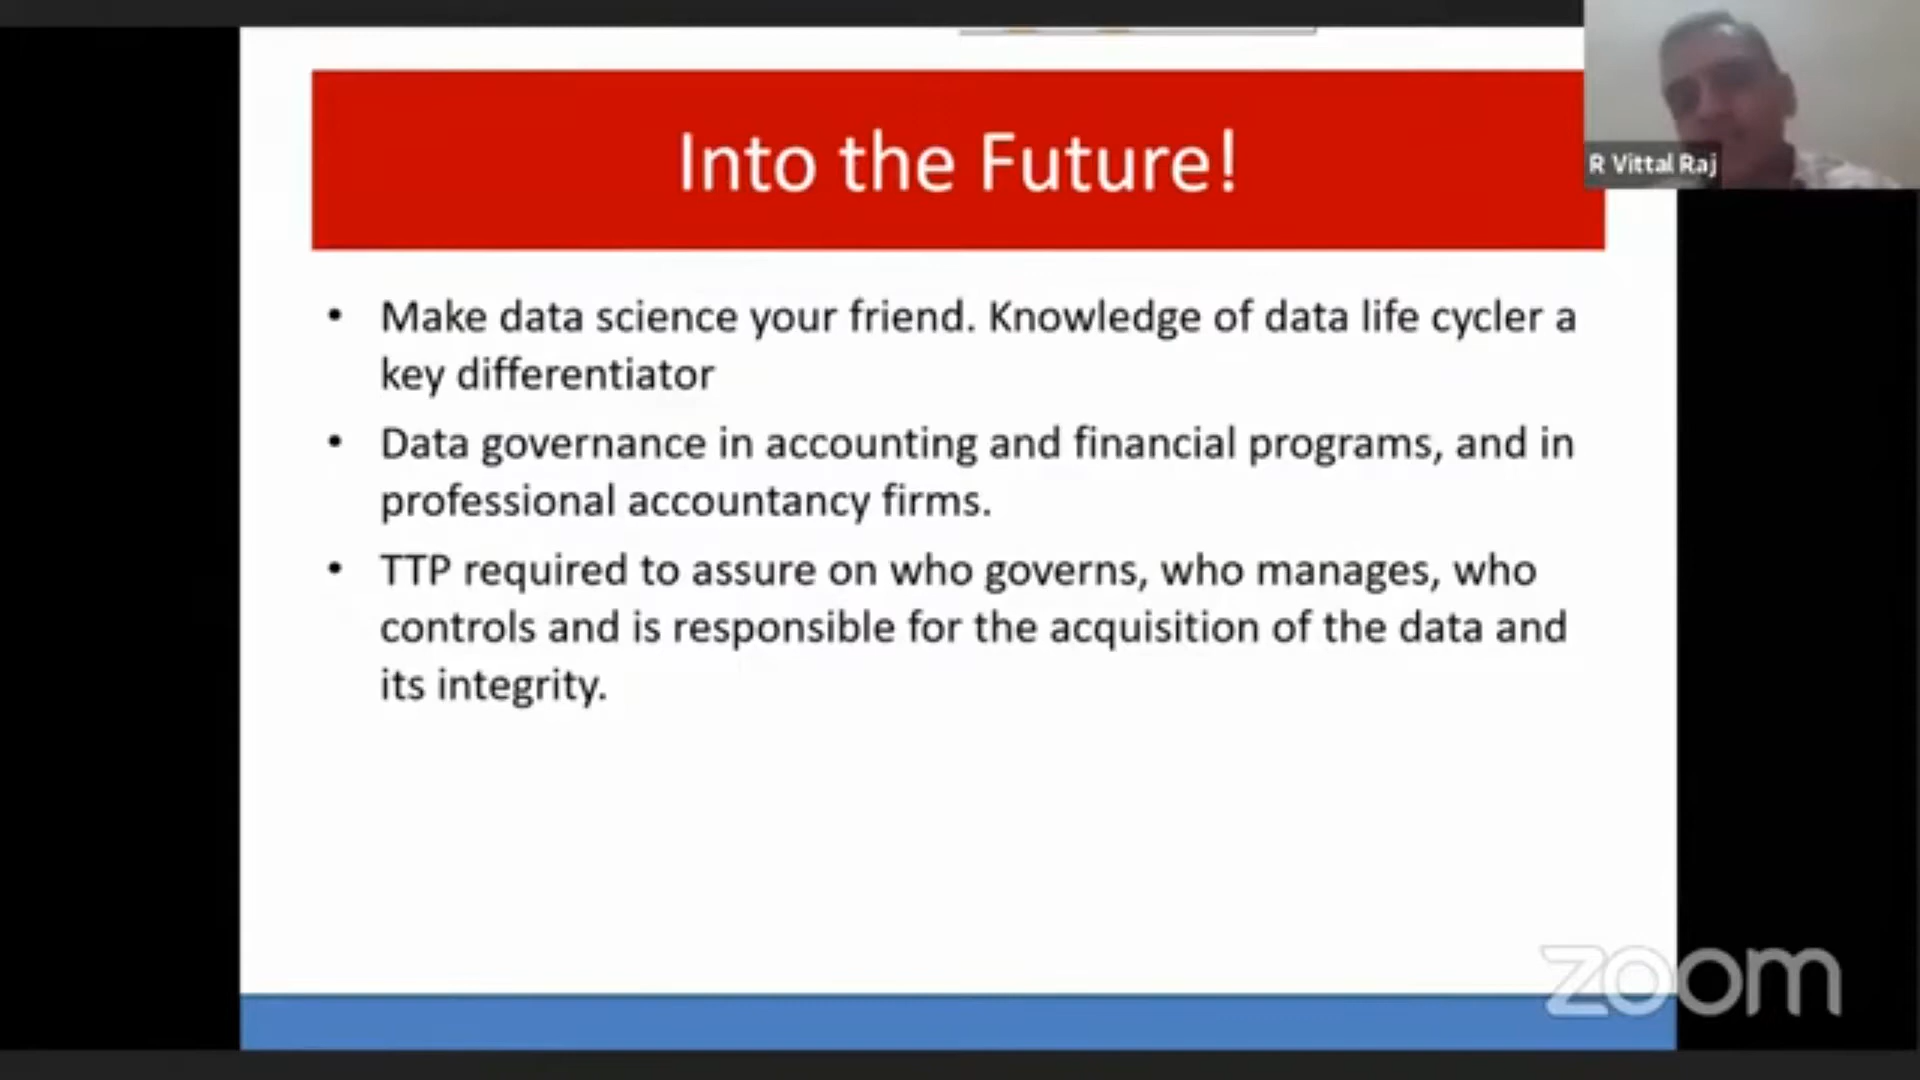 Into the Future!
R Vittal Raj
• Make data science your friend. Knowledge of data life cycler a
key differentiator
• Data governance in accounting and financial programs, and in
professional accountancy firms.
• TTP required to assure on who governs, who manages, who
controls and is responsible for the acquisition of the data and
its integrity.
zoom